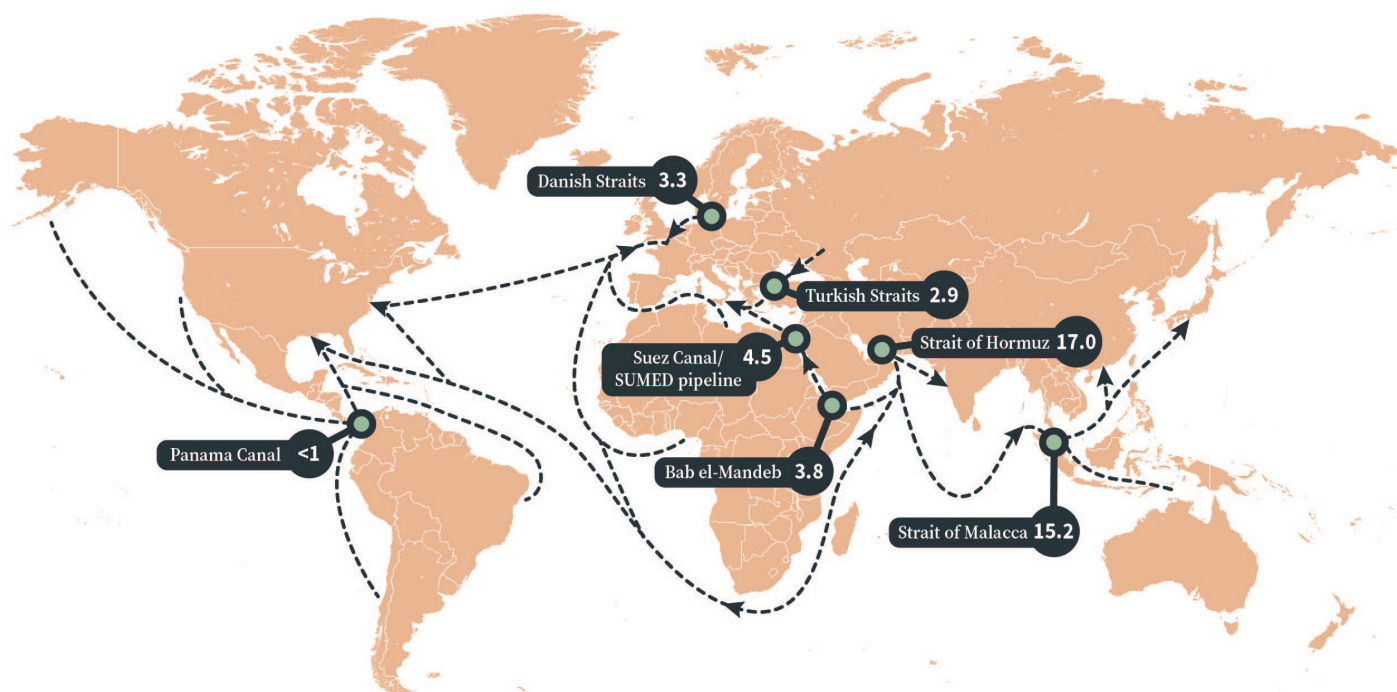 Danish Straits 3.3
Turkish Straits 2.9
Strait of Hormuz 17.0
Suez Canal/
SUMED pipeline 4.5
Panama Canal <1
Bab el-Mandeb 3.8
Strait of Malacca 15.2